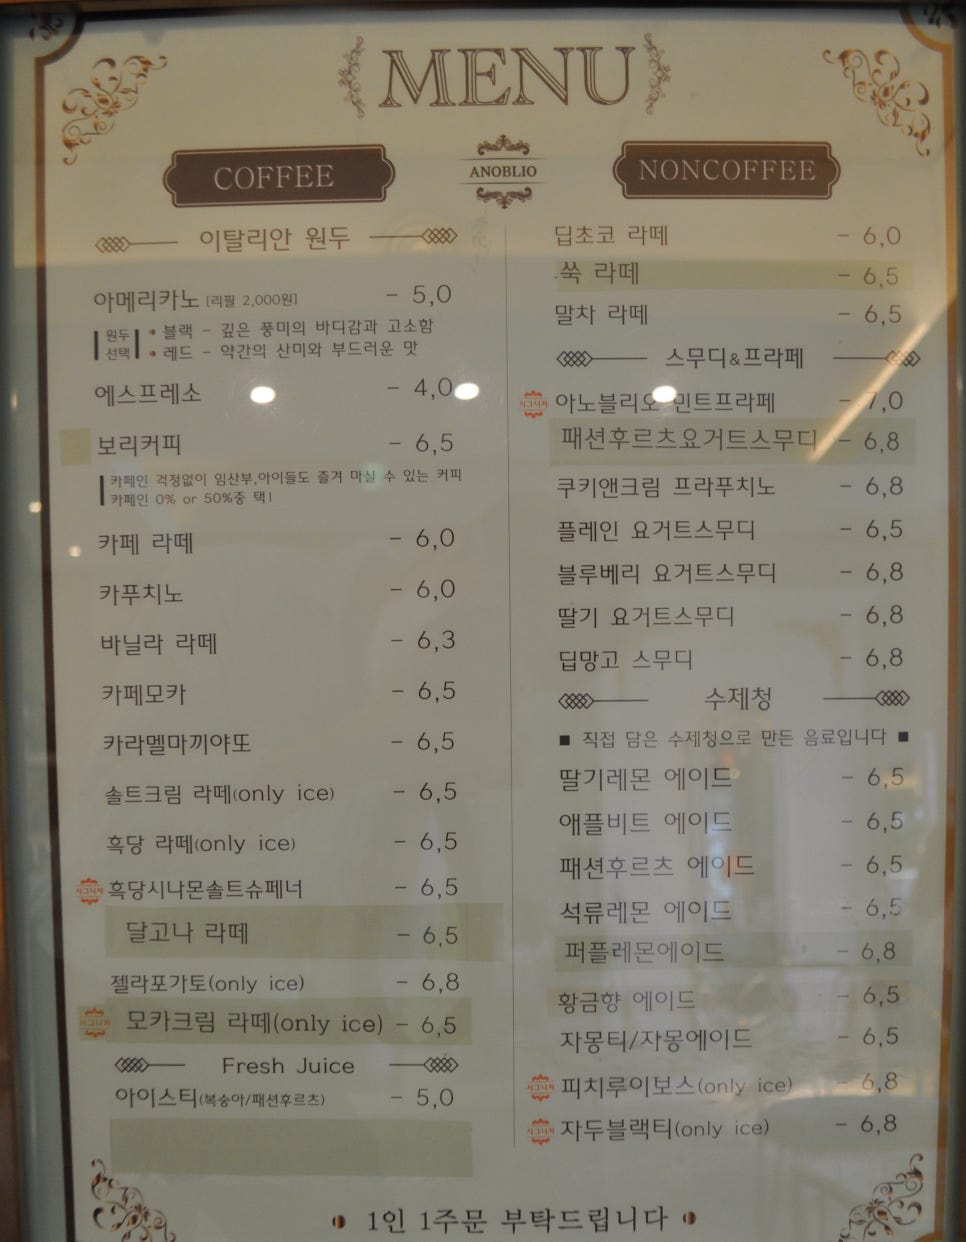 MENU
COFFEE
ANOBLIO
NONCOFFEE
이탈리안 원두
아메리카노 [리필 2,000원] - 5,0
원두 선택
• 블랙 - 깊은 풍미의 바디감과 고소함
• 레드 - 약간의 산미와 부드러운 맛
에스프레소 - 4,0
보리커피 - 6,5
카페인 걱정없이 임산부,아이들도 즐겨 마실 수 있는 커피
카페인 0% or 50%중 택1
카페 라떼 - 6,0
카푸치노 - 6,0
바닐라 라떼 - 6,3
카페모카 - 6,5
카라멜마끼야또 - 6,5
솔트크림 라떼(only ice) - 6,5
흑당 라떼(only ice) - 6,5
시그니처 흑당시나몬솔트슈페너 - 6,5
달고나 라떼 - 6,5
젤라포가토(only ice) - 6,8
시그니처 모카크림 라떼(only ice) - 6,5
Fresh Juice
아이스티(복숭아/패션후르츠) - 5,0
딥초코 라떼 - 6,0
쑥 라떼 - 6,5
말차 라떼 - 6,5
스무디&프라페
시그니처 아노블리오 민트프라페 - 7,0
패션후르츠요거트스무디 - 6,8
쿠키앤크림 프라푸치노 - 6,8
플레인 요거트스무디 - 6,5
블루베리 요거트스무디 - 6,8
딸기 요거트스무디 - 6,8
딥망고 스무디 - 6,8
수제청
■ 직접 담은 수제청으로 만든 음료입니다 ■
딸기레몬 에이드 - 6,5
애플비트 에이드 - 6,5
패션후르츠 에이드 - 6,5
석류레몬 에이드 - 6,5
퍼플레몬에이드 - 6,8
황금향 에이드 - 6,5
자몽티/자몽에이드 - 6,5
시그니처 피치루이보스(only ice) - 6,8
시그니처 자두블랙티(only ice) - 6,8
1인 1주문 부탁드립니다